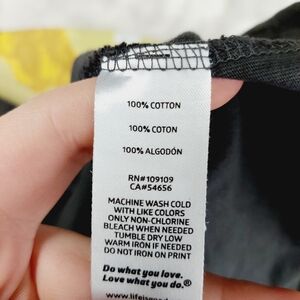 100% COTTON
100% COTON
100% ALGODÓN
RN#109109
CA#54656
MACHINE WASH COLD
WITH LIKE COLORS
ONLY NON-CHLORINE
BLEACH WHEN NEEDED
TUMBLE DRY LOW
WARM IRON IF NEEDED
DO NOT IRON ON PRINT
Do what you love.
Love what you do.®